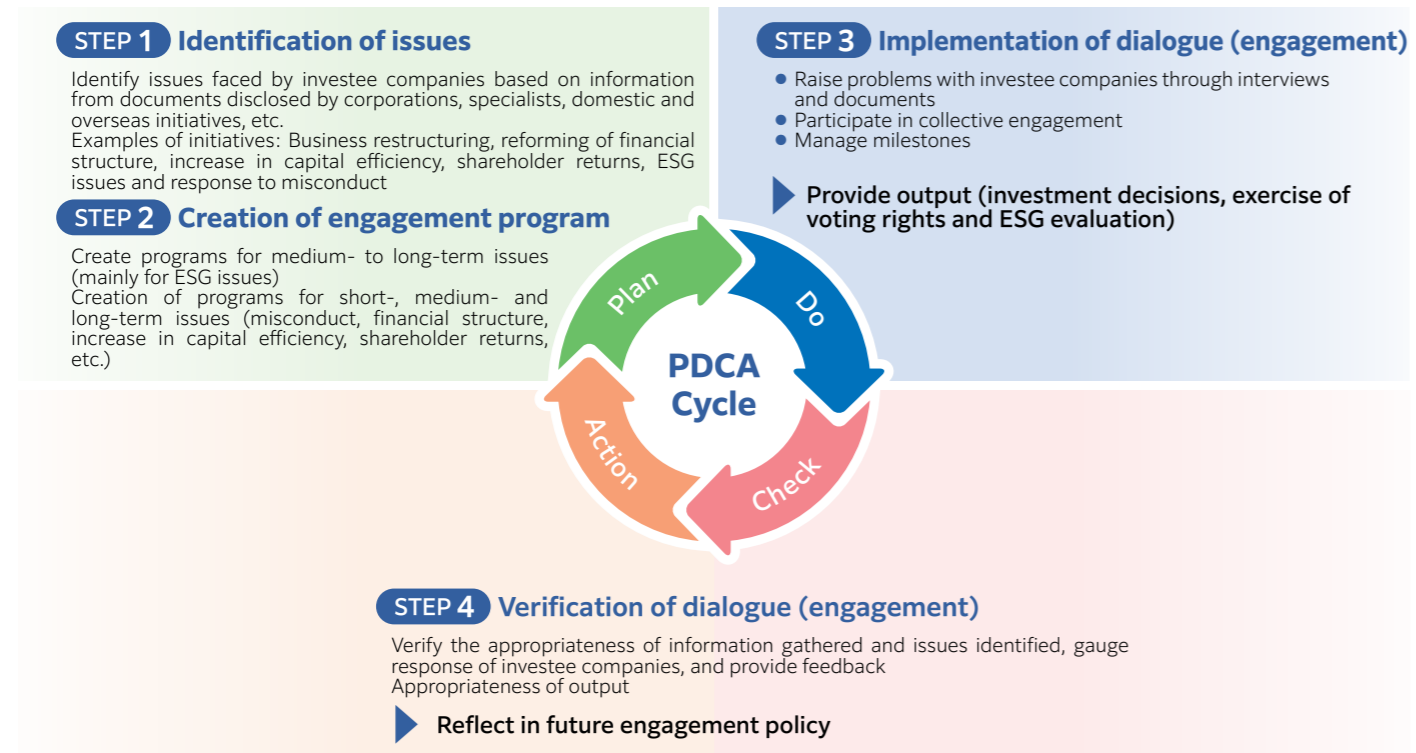 STEP 1 Identification of issues
Identify issues faced by investee companies based on information
from documents disclosed by corporations, specialists, domestic and
overseas initiatives, etc.
Examples of initiatives: Business restructuring, reforming of financial
structure, increase in capital efficiency, shareholder returns, ESG
issues and response to misconduct
STEP 2 Creation of engagement program
Create programs for medium- to long-term issues
(mainly for ESG issues)
Creation of programs for short-, medium- and
long-term issues (misconduct, financial structure,
increase in capital efficiency, shareholder returns,
etc.)
STEP 3 Implementation of dialogue (engagement)
● Raise problems with investee companies through interviews
and documents
● Participate in collective engagement
● Manage milestones
Provide output (investment decisions, exercise of
voting rights and ESG evaluation)
Plan
Do
PDCA
Cycle
Action
Check
STEP 4 Verification of dialogue (engagement)
Verify the appropriateness of information gathered and issues identified, gauge
response of investee companies, and provide feedback
Appropriateness of output
Reflect in future engagement policy